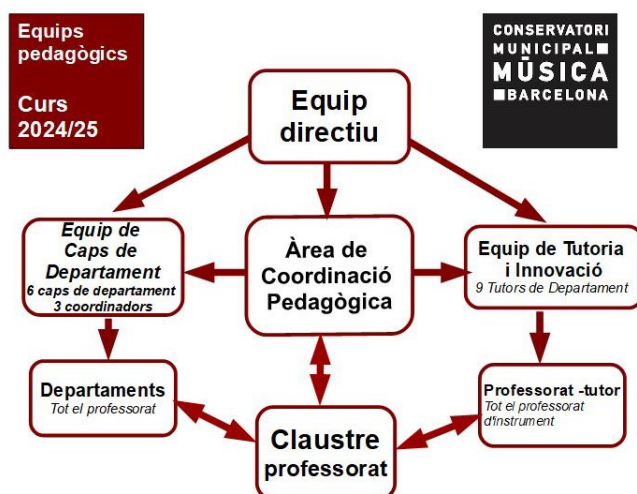 Equips
pedagògics
Curs
2024/25
CONSERVATORI
MUNICIPAL
MÚSICA
BARCELONA
Equip
directiu
Equip de
Caps de
Departament
6 caps de departament
3 coordinadors
Àrea de
Coordinació
Pedagògica
Equip de Tutoria
i Innovació
9 Tutors de Departament
Departaments
Tot el professorat
Professorat -tutor
Tot el professorat
d'instrument
Claustre
professorat